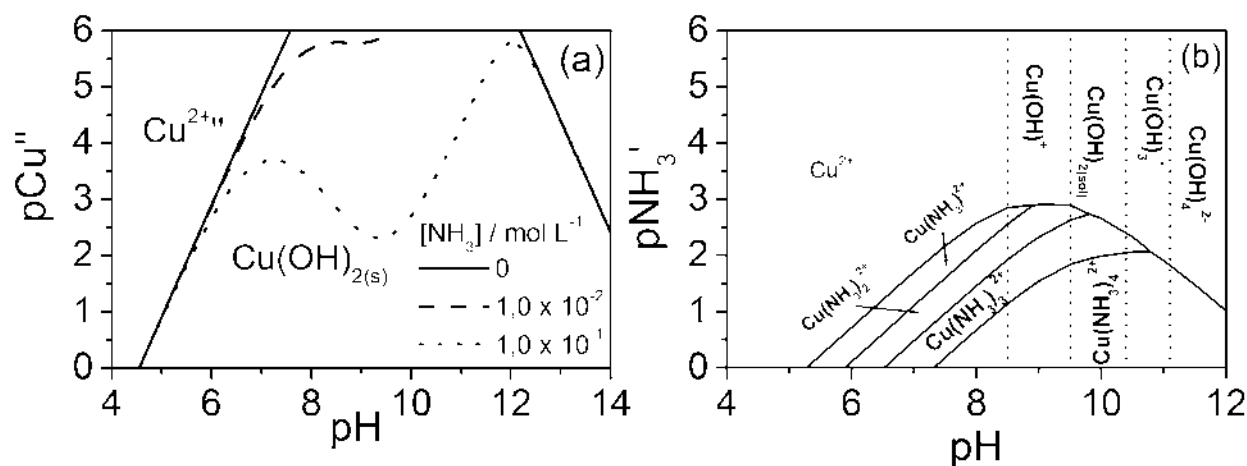 (a)
pCu''
6
5
4
3
2
1
0
Cu²⁺''
Cu(OH)₂₍ₛ₎
[NH₃] / mol L⁻¹
0
1,0 x 10⁻²
1,0 x 10⁻¹
4 6 8 10 12 14
pH
(b)
pNH₃'
6
5
4
3
2
1
0
Cu²⁺
Cu(OH)⁺
Cu(OH)₂₍ₛₒₗ₎
Cu(OH)₃⁻
Cu(OH)₄²⁻
Cu(NH₃)²⁺
Cu(NH₃)₂²⁺
Cu(NH₃)₃²⁺
Cu(NH₃)₄²⁺
4 6 8 10 12
pH